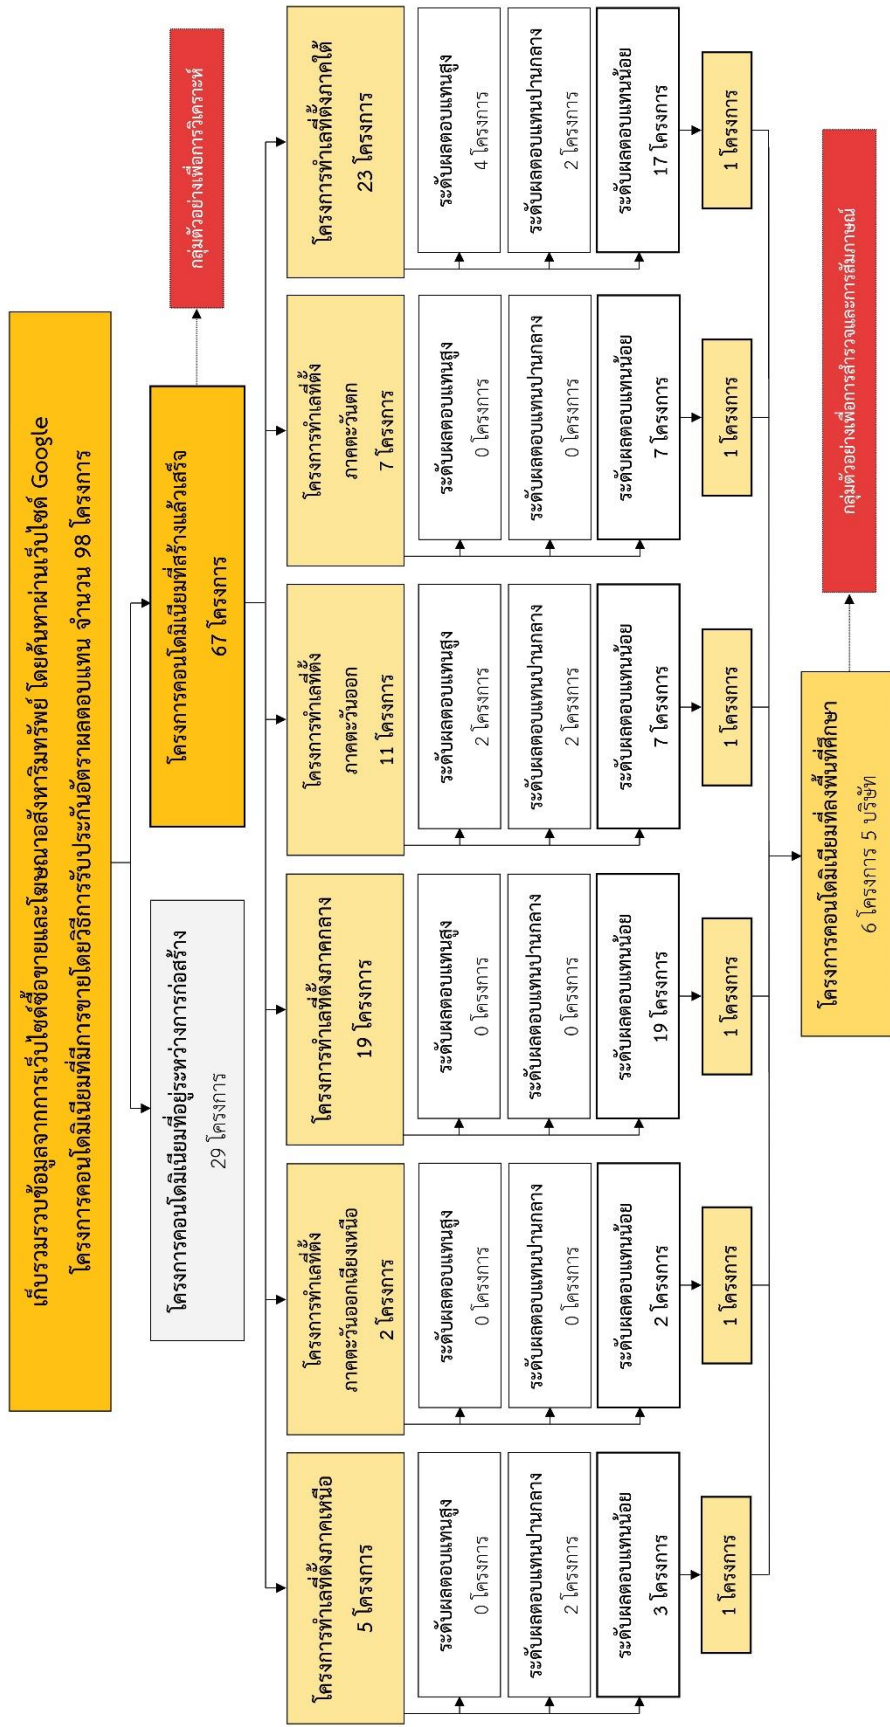 เก็บรวมรวบข้อมูลจากการเว็บไซต์ซื้อขายและโฆษณาอสังหาริมทรัพย์ โดยค้นหาผ่านเว็บไซต์ Google
โครงการคอนโดมิเนียมที่มีการขายโดยวิธีการรับประกันอัตราผลตอบแทน จำนวน 98 โครงการ
โครงการคอนโดมิเนียมที่อยู่ระหว่างการก่อสร้าง
29 โครงการ
โครงการคอนโดมิเนียมที่สร้างแล้วเสร็จ
67 โครงการ
กลุ่มตัวอย่างเพื่อการวิเคราะห์
โครงการทำเลที่ตั้งภาคเหนือ
5 โครงการ
ระดับผลตอบแทนสูง
0 โครงการ
ระดับผลตอบแทนปานกลาง
2 โครงการ
ระดับผลตอบแทนน้อย
3 โครงการ
1 โครงการ
โครงการทำเลที่ตั้ง
ภาคตะวันออกเฉียงเหนือ
2 โครงการ
ระดับผลตอบแทนสูง
0 โครงการ
ระดับผลตอบแทนปานกลาง
0 โครงการ
ระดับผลตอบแทนน้อย
2 โครงการ
1 โครงการ
โครงการทำเลที่ตั้งภาคกลาง
19 โครงการ
ระดับผลตอบแทนสูง
0 โครงการ
ระดับผลตอบแทนปานกลาง
0 โครงการ
ระดับผลตอบแทนน้อย
19 โครงการ
1 โครงการ
โครงการทำเลที่ตั้ง
ภาคตะวันออก
11 โครงการ
ระดับผลตอบแทนสูง
2 โครงการ
ระดับผลตอบแทนปานกลาง
2 โครงการ
ระดับผลตอบแทนน้อย
7 โครงการ
1 โครงการ
โครงการทำเลที่ตั้ง
ภาคตะวันตก
7 โครงการ
ระดับผลตอบแทนสูง
0 โครงการ
ระดับผลตอบแทนปานกลาง
0 โครงการ
ระดับผลตอบแทนน้อย
7 โครงการ
1 โครงการ
โครงการทำเลที่ตั้งภาคใต้
23 โครงการ
ระดับผลตอบแทนสูง
4 โครงการ
ระดับผลตอบแทนปานกลาง
2 โครงการ
ระดับผลตอบแทนน้อย
17 โครงการ
1 โครงการ
โครงการคอนโดมิเนียมที่ลงพื้นที่ศึกษา
6 โครงการ 5 บริษัท
กลุ่มตัวอย่างเพื่อการสำรวจและการสัมภาษณ์